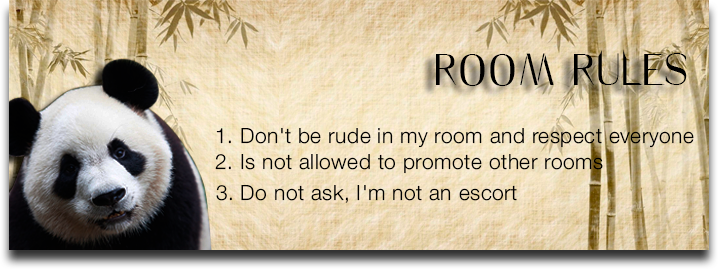 ROOM RULES
1. Don't be rude in my room and respect everyone
2. Is not allowed to promote other rooms
3. Do not ask, I'm not an escort